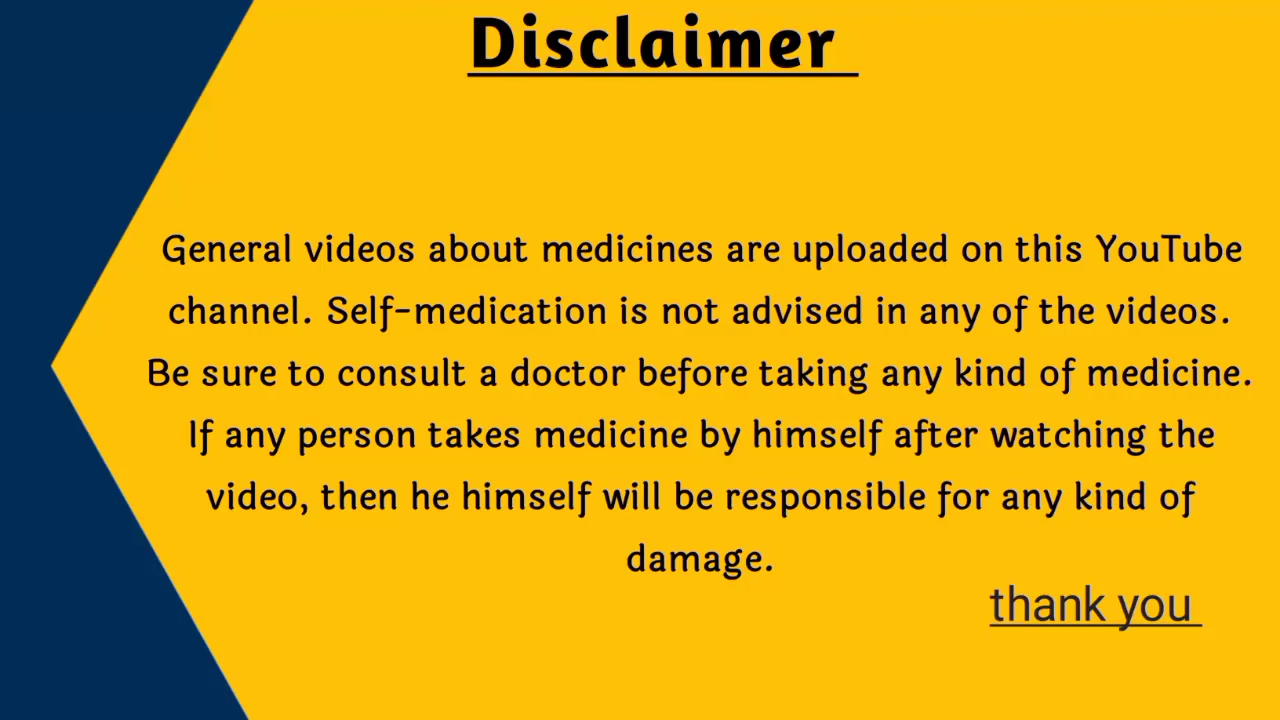 Disclaimer
General videos about medicines are uploaded on this YouTube
channel. Self-medication is not advised in any of the videos.
Be sure to consult a doctor before taking any kind of medicine.
If any person takes medicine by himself after watching the
video, then he himself will be responsible for any kind of
damage.
thank you